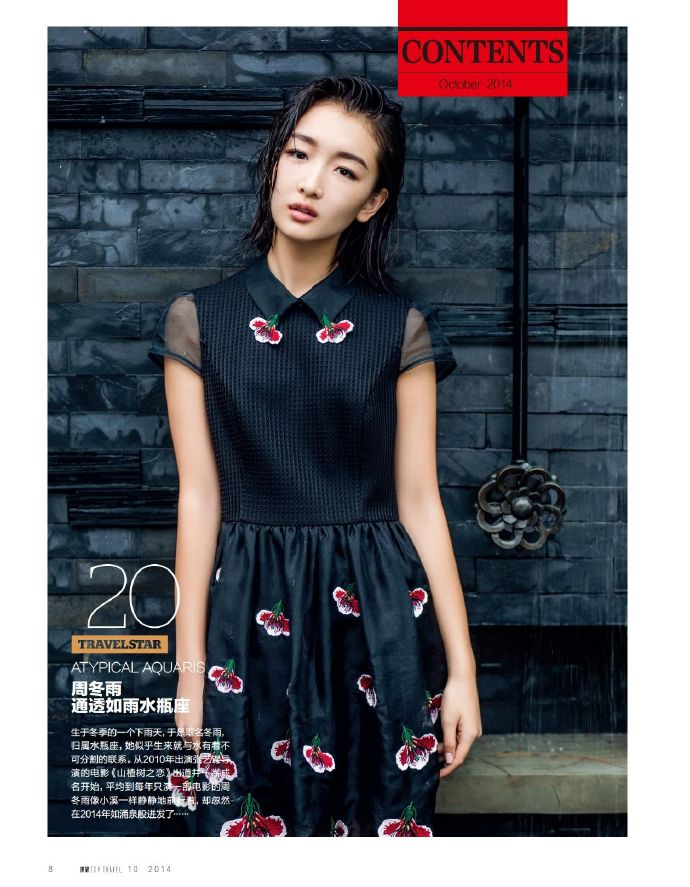 CONTENTS
October 2014
20
TRAVELSTAR
ATYPICAL AQUARIS
周冬雨
通透如雨水瓶座
生于冬季的一个下雨天，于是取名冬雨，
归属水瓶座，她似乎生来就与水有着不
可分割的联系。从2010年出演张艺谋导
演的电影《山楂树之恋》出道并一举成
名开始，平均到每年只演一部电影的周
冬雨像小溪一样静静地前行着，却忽然
在2014年如涌泉般迸发了……
8 TOP TRAVEL 10 2014